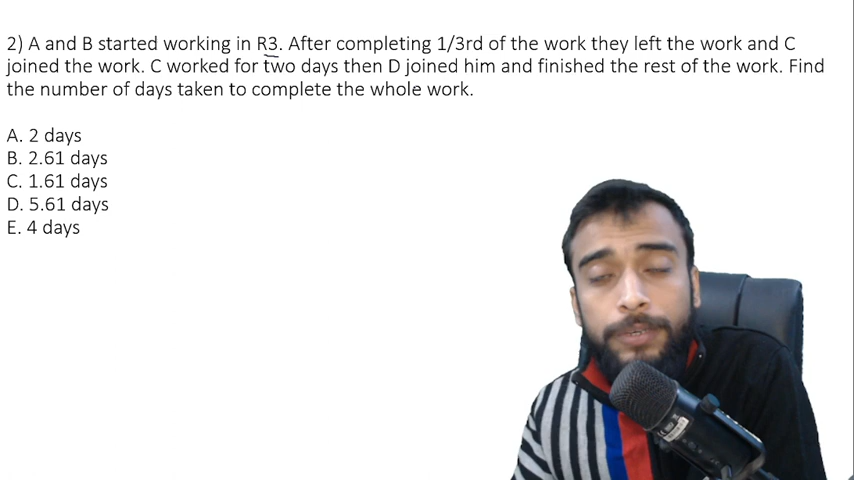 2) A and B started working in R3. After completing 1/3rd of the work they left the work and C
joined the work. C worked for two days then D joined him and finished the rest of the work. Find
the number of days taken to complete the whole work.
A. 2 days
B. 2.61 days
C. 1.61 days
D. 5.61 days
E. 4 days